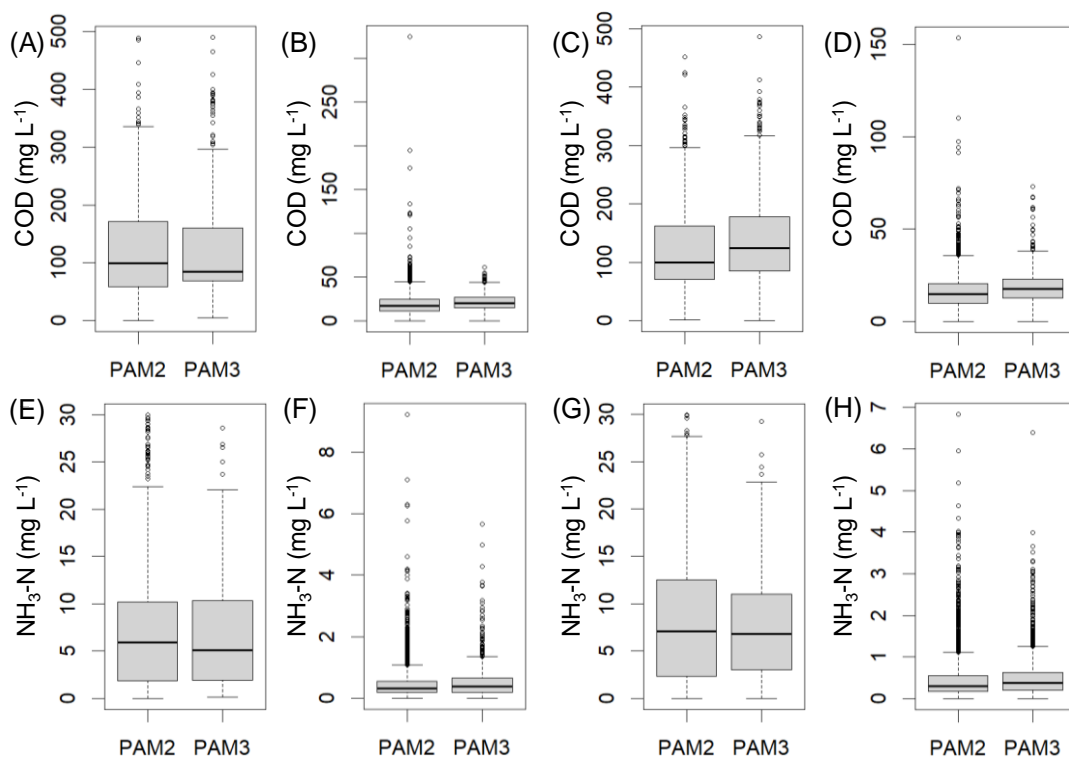 (A)
COD (mg L⁻¹)
500
400
300
200
100
0
PAM2 PAM3
(B)
COD (mg L⁻¹)
250
150
50
0
PAM2 PAM3
(C)
COD (mg L⁻¹)
500
400
300
200
100
0
PAM2 PAM3
(D)
COD (mg L⁻¹)
150
100
50
0
PAM2 PAM3
(E)
NH₃-N (mg L⁻¹)
30
25
20
15
10
5
0
PAM2 PAM3
(F)
NH₃-N (mg L⁻¹)
8
6
4
2
0
PAM2 PAM3
(G)
NH₃-N (mg L⁻¹)
30
25
20
15
10
5
0
PAM2 PAM3
(H)
NH₃-N (mg L⁻¹)
7
6
5
4
3
2
1
0
PAM2 PAM3